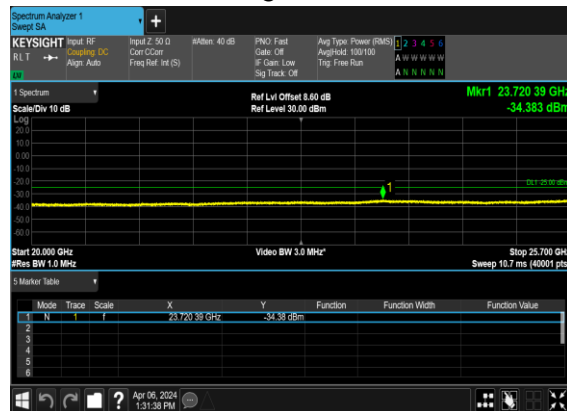 Spectrum Analyzer 1
Swept SA
+
KEYSIGHT Input: RF Input Z: 50 Ω #Atten: 40 dB PNO: Fast Avg Type: Power (RMS) 1 2 3 4 5 6
RLT Coupling: DC Corr CCorr Gate: Off Avg|Hold: 100/100 A W W W W W
Align: Auto Freq Ref: Int (S) IF Gain: Low Trig: Free Run A N N N N N
Sig Track: Off
1 Spectrum Ref Lvl Offset 8.60 dB Mkr1 23.720 39 GHz
Scale/Div 10 dB Ref Level 30.00 dBm -34.383 dBm
Log
20.0
10.0
0.00
-10.0
-20.0
1
DL1 25.00 dBm
-30.0
-40.0
-50.0
-60.0
Start 20.000 GHz Video BW 3.0 MHz* Stop 25.700 GHz
#Res BW 1.0 MHz Sweep 10.7 ms (40001 pts)
5 Marker Table
Mode Trace Scale X Y Function Function Width Function Value
1 N 1 f 23.720 39 GHz -34.38 dBm
2
3
4
5
6
? Apr 06, 2024
1:31:38 PM